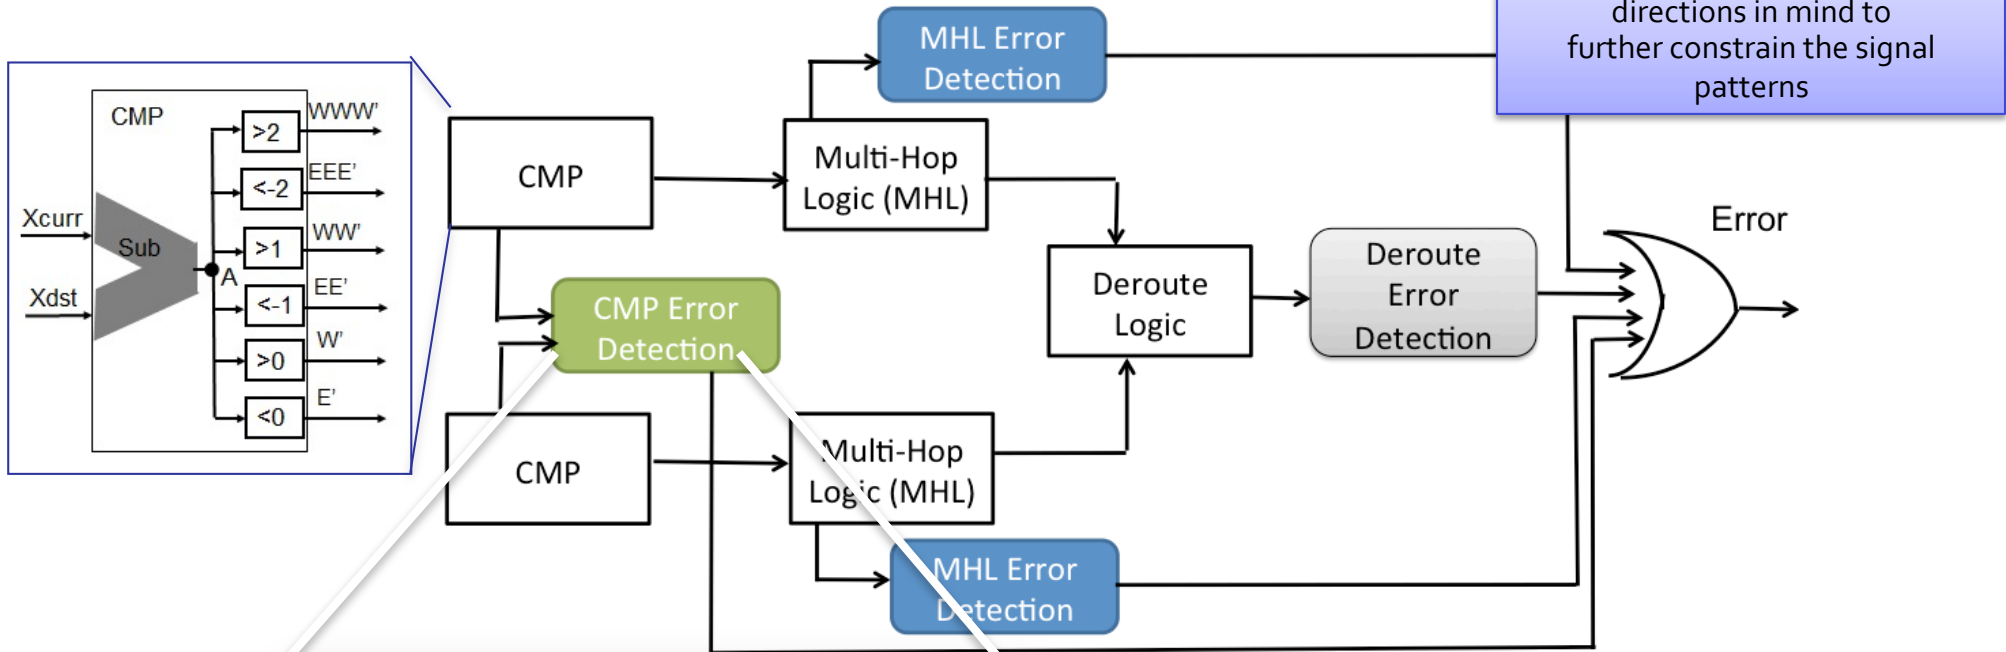 directions in mind to
further constrain the signal
patterns
MHL Error
Detection
CMP
>2
WWW'
<-2
EEE'
>1
WW'
<-1
EE'
>0
W'
<0
E'
Xcurr
Sub
A
Xdst
CMP
Multi-Hop
Logic (MHL)
Error
CMP Error
Detection
Deroute
Logic
Deroute
Error
Detection
CMP
Multi-Hop
Logic (MHL)
MHL Error
Detection